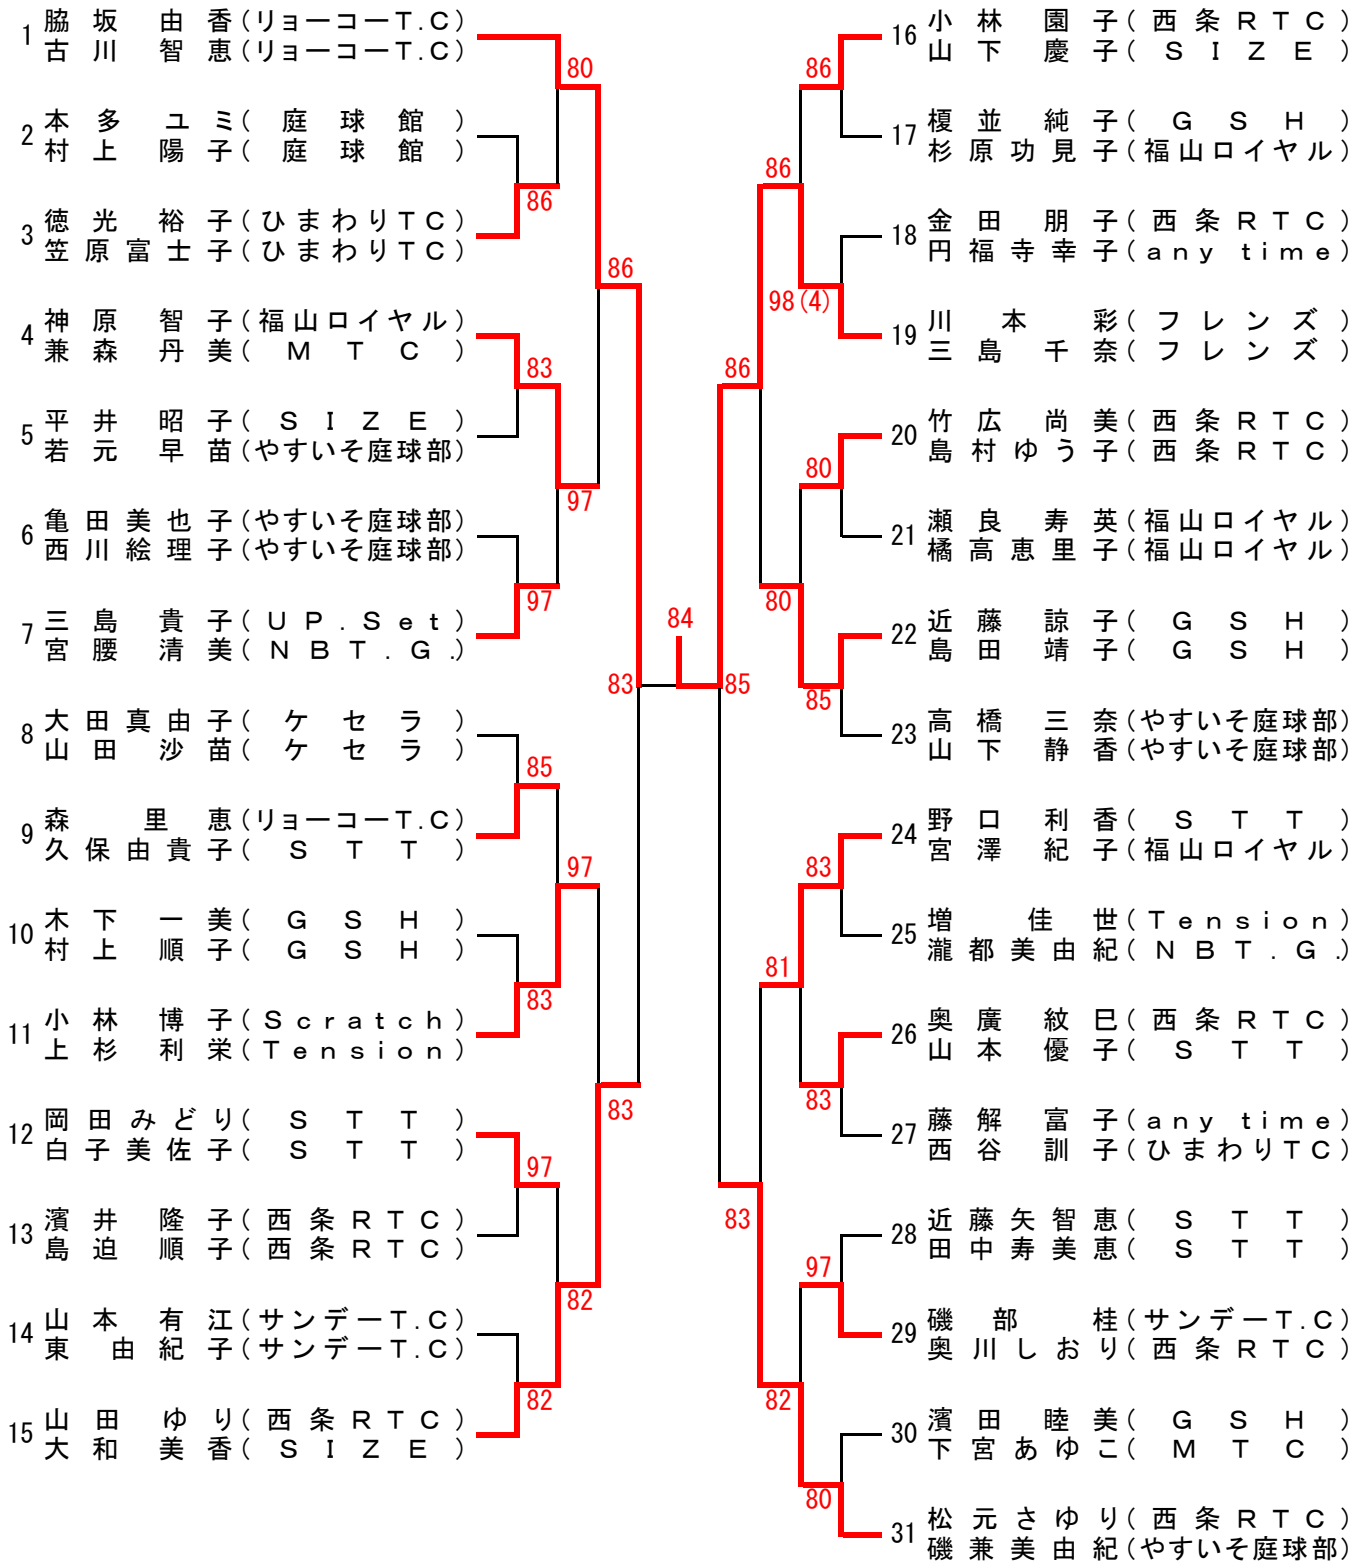 1 脇坂由香(リョーコーT.C)
古川智恵(リョーコーT.C)
2 本多ユミ(庭球館)
村上陽子(庭球館)
3 徳光裕子(ひまわりTC)
笠原富士子(ひまわりTC)
4 神原智子(福山ロイヤル)
兼森丹美(MTC)
5 平井昭子(SIZE)
若元早苗(やすいそ庭球部)
6 亀田美也子(やすいそ庭球部)
西川絵理子(やすいそ庭球部)
7 三島貴子(UP.Set)
宮腰清美(NBT.G.)
8 大田真由子(ケセラ)
山田沙苗(ケセラ)
9 森里恵(リョーコーT.C)
久保由貴子(STT)
10 木下一美(GSH)
村上順子(GSH)
11 小林博子(Scratch)
上杉利栄(Tension)
12 岡田みどり(STT)
白子美佐子(STT)
13 濱井隆子(西条RTC)
島迫順子(西条RTC)
14 山本有江(サンデーT.C)
東由紀子(サンデーT.C)
15 山田ゆり(西条RTC)
大和美香(SIZE)
80
86
86
83
97
97
83
85
97
83
83
97
82
82
84
85
86
86
86
98(4)
80
80
85
83
81
83
83
97
82
80
16 小林園子(西条RTC)
山下慶子(SIZE)
17 榎並純子(GSH)
杉原功見子(福山ロイヤル)
18 金田朋子(西条RTC)
円福寺幸子(any time)
19 川本彩(フレンズ)
三島千奈(フレンズ)
20 竹広尚美(西条RTC)
島村ゆう子(西条RTC)
21 瀬良寿英(福山ロイヤル)
橘高恵里子(福山ロイヤル)
22 近藤諒子(GSH)
島田靖子(GSH)
23 高橋三奈(やすいそ庭球部)
山下静香(やすいそ庭球部)
24 野口利香(STT)
宮澤紀子(福山ロイヤル)
25 増佳世(Tension)
瀧都美由紀(NBT.G.)
26 奥廣紋巳(西条RTC)
山本優子(STT)
27 藤解富子(any time)
西谷訓子(ひまわりTC)
28 近藤矢智恵(STT)
田中寿美恵(STT)
29 磯部桂(サンデーT.C)
奥川しおり(西条RTC)
30 濱田睦美(GSH)
下宮あゆこ(MTC)
31 松元さゆり(西条RTC)
磯兼美由紀(やすいそ庭球部)